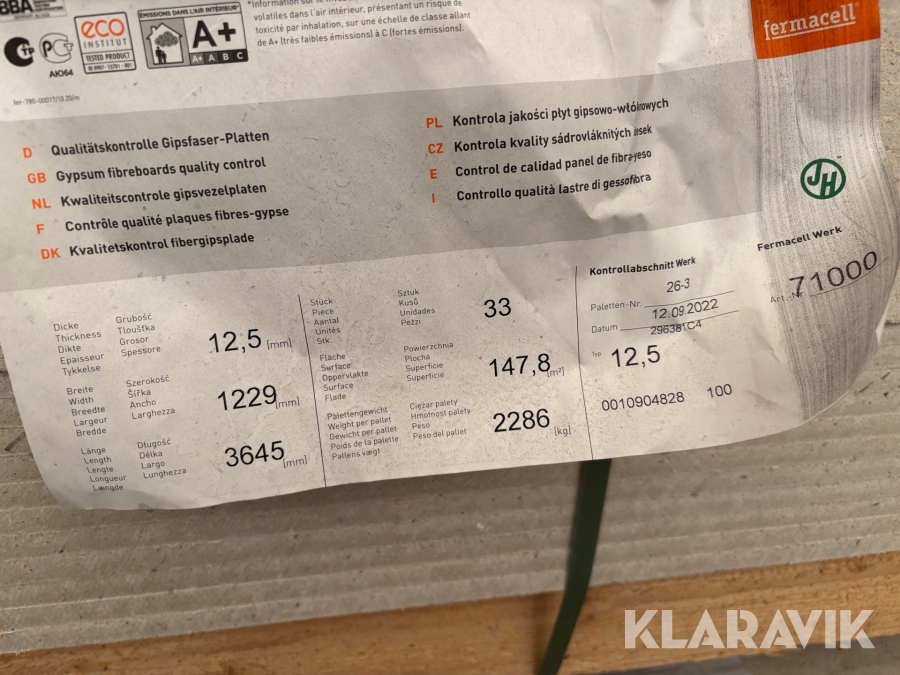 BBA
CTP
AIO64
eco
INSTITUT
TESTED PRODUCT
ÉMISSIONS DANS L'AIR INTÉRIEUR*
A+
A+ A B C
volatiles dans l'air intérieur, présentant un risque de
toxicité par inhalation, sur une échelle de classe allant
de A+ (très faibles émissions) à C (fortes émissions).
fermacell
JH
D Qualitätskontrolle Gipsfaser-Platten
GB Gypsum fibreboards quality control
NL Kwaliteitscontrole gipsvezelplaten
F Contrôle qualité plaques fibres-gypse
DK Kvalitetskontrol fibergipsplade
PL Kontrola jakości płyt gipsowo-włóknowych
CZ Kontrola kvality sádrovláknitých desek
E Control de calidad panel de fibra-yeso
I Controllo qualità lastre di gessofibra
Dicke Grubość
Thickness Tloušťka
Dikte Grosor
Epaisseur Spessore
Tykkelse
12,5 [mm]
Breite Szerokość
Width Šířka
Breedte Ancho
Largeur Larghezza
Bredde
1229 [mm]
Länge Długość
Length Délka
Lengte Largo
Longueur Lunghezza
Længde
3645 [mm]
Stück Sztuk
Piece Kusů
Aantal Unidades
Unités Pezzi
Stk.
33
Fläche Powierzchnia
Surface Plocha
Oppervlakte Superficie
Surface Superficie
Flade
147,8 [m²]
Palettengewicht Ciężar palety
Weight per pallet Hmotnost palety
Gewicht per pallet Peso
Poids de la palette Peso del pallet
Pallens vægt
2286 [kg]
Kontrollabschnitt Werk
26-3
Paletten-Nr.
12.09.2022
Datum
296381C4
Typ 12,5
0010904828 100
Fermacell Werk
Art.-Nr. 71000
KLARAVIK